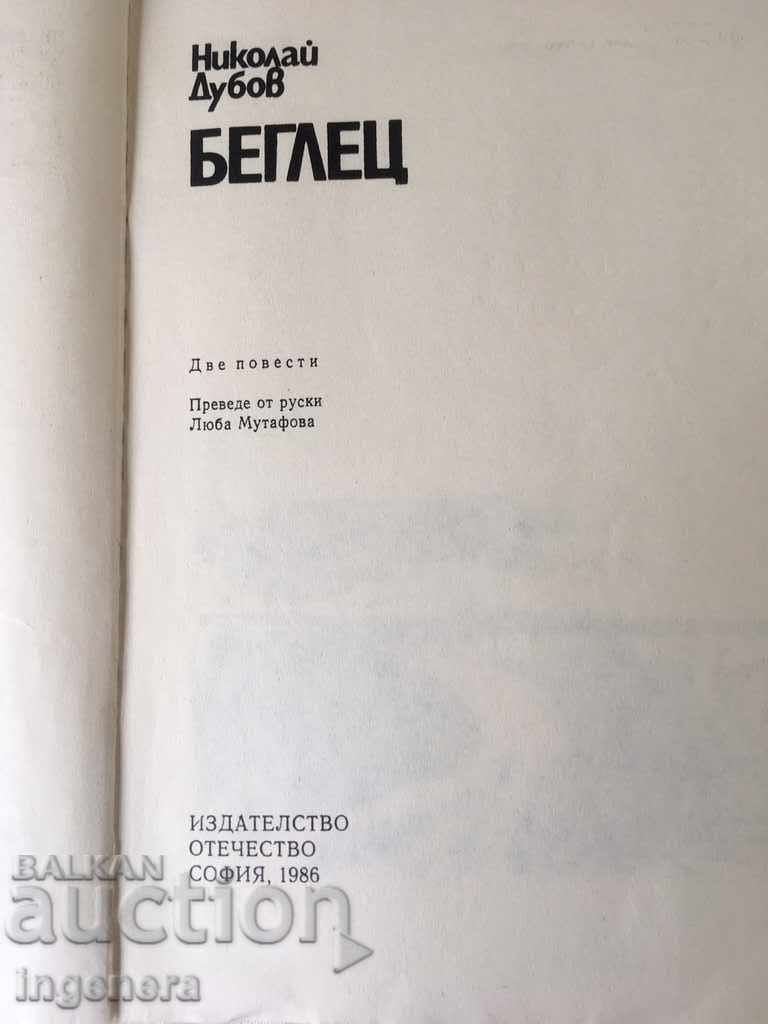 Николай
Дубов
БЕГЛЕЦ
Две повести
Преведе от руски
Люба Мутафова
ИЗДАТЕЛСТВО
ОТЕЧЕСТВО
СОФИЯ, 1986
BALKAN
auction
ingenera